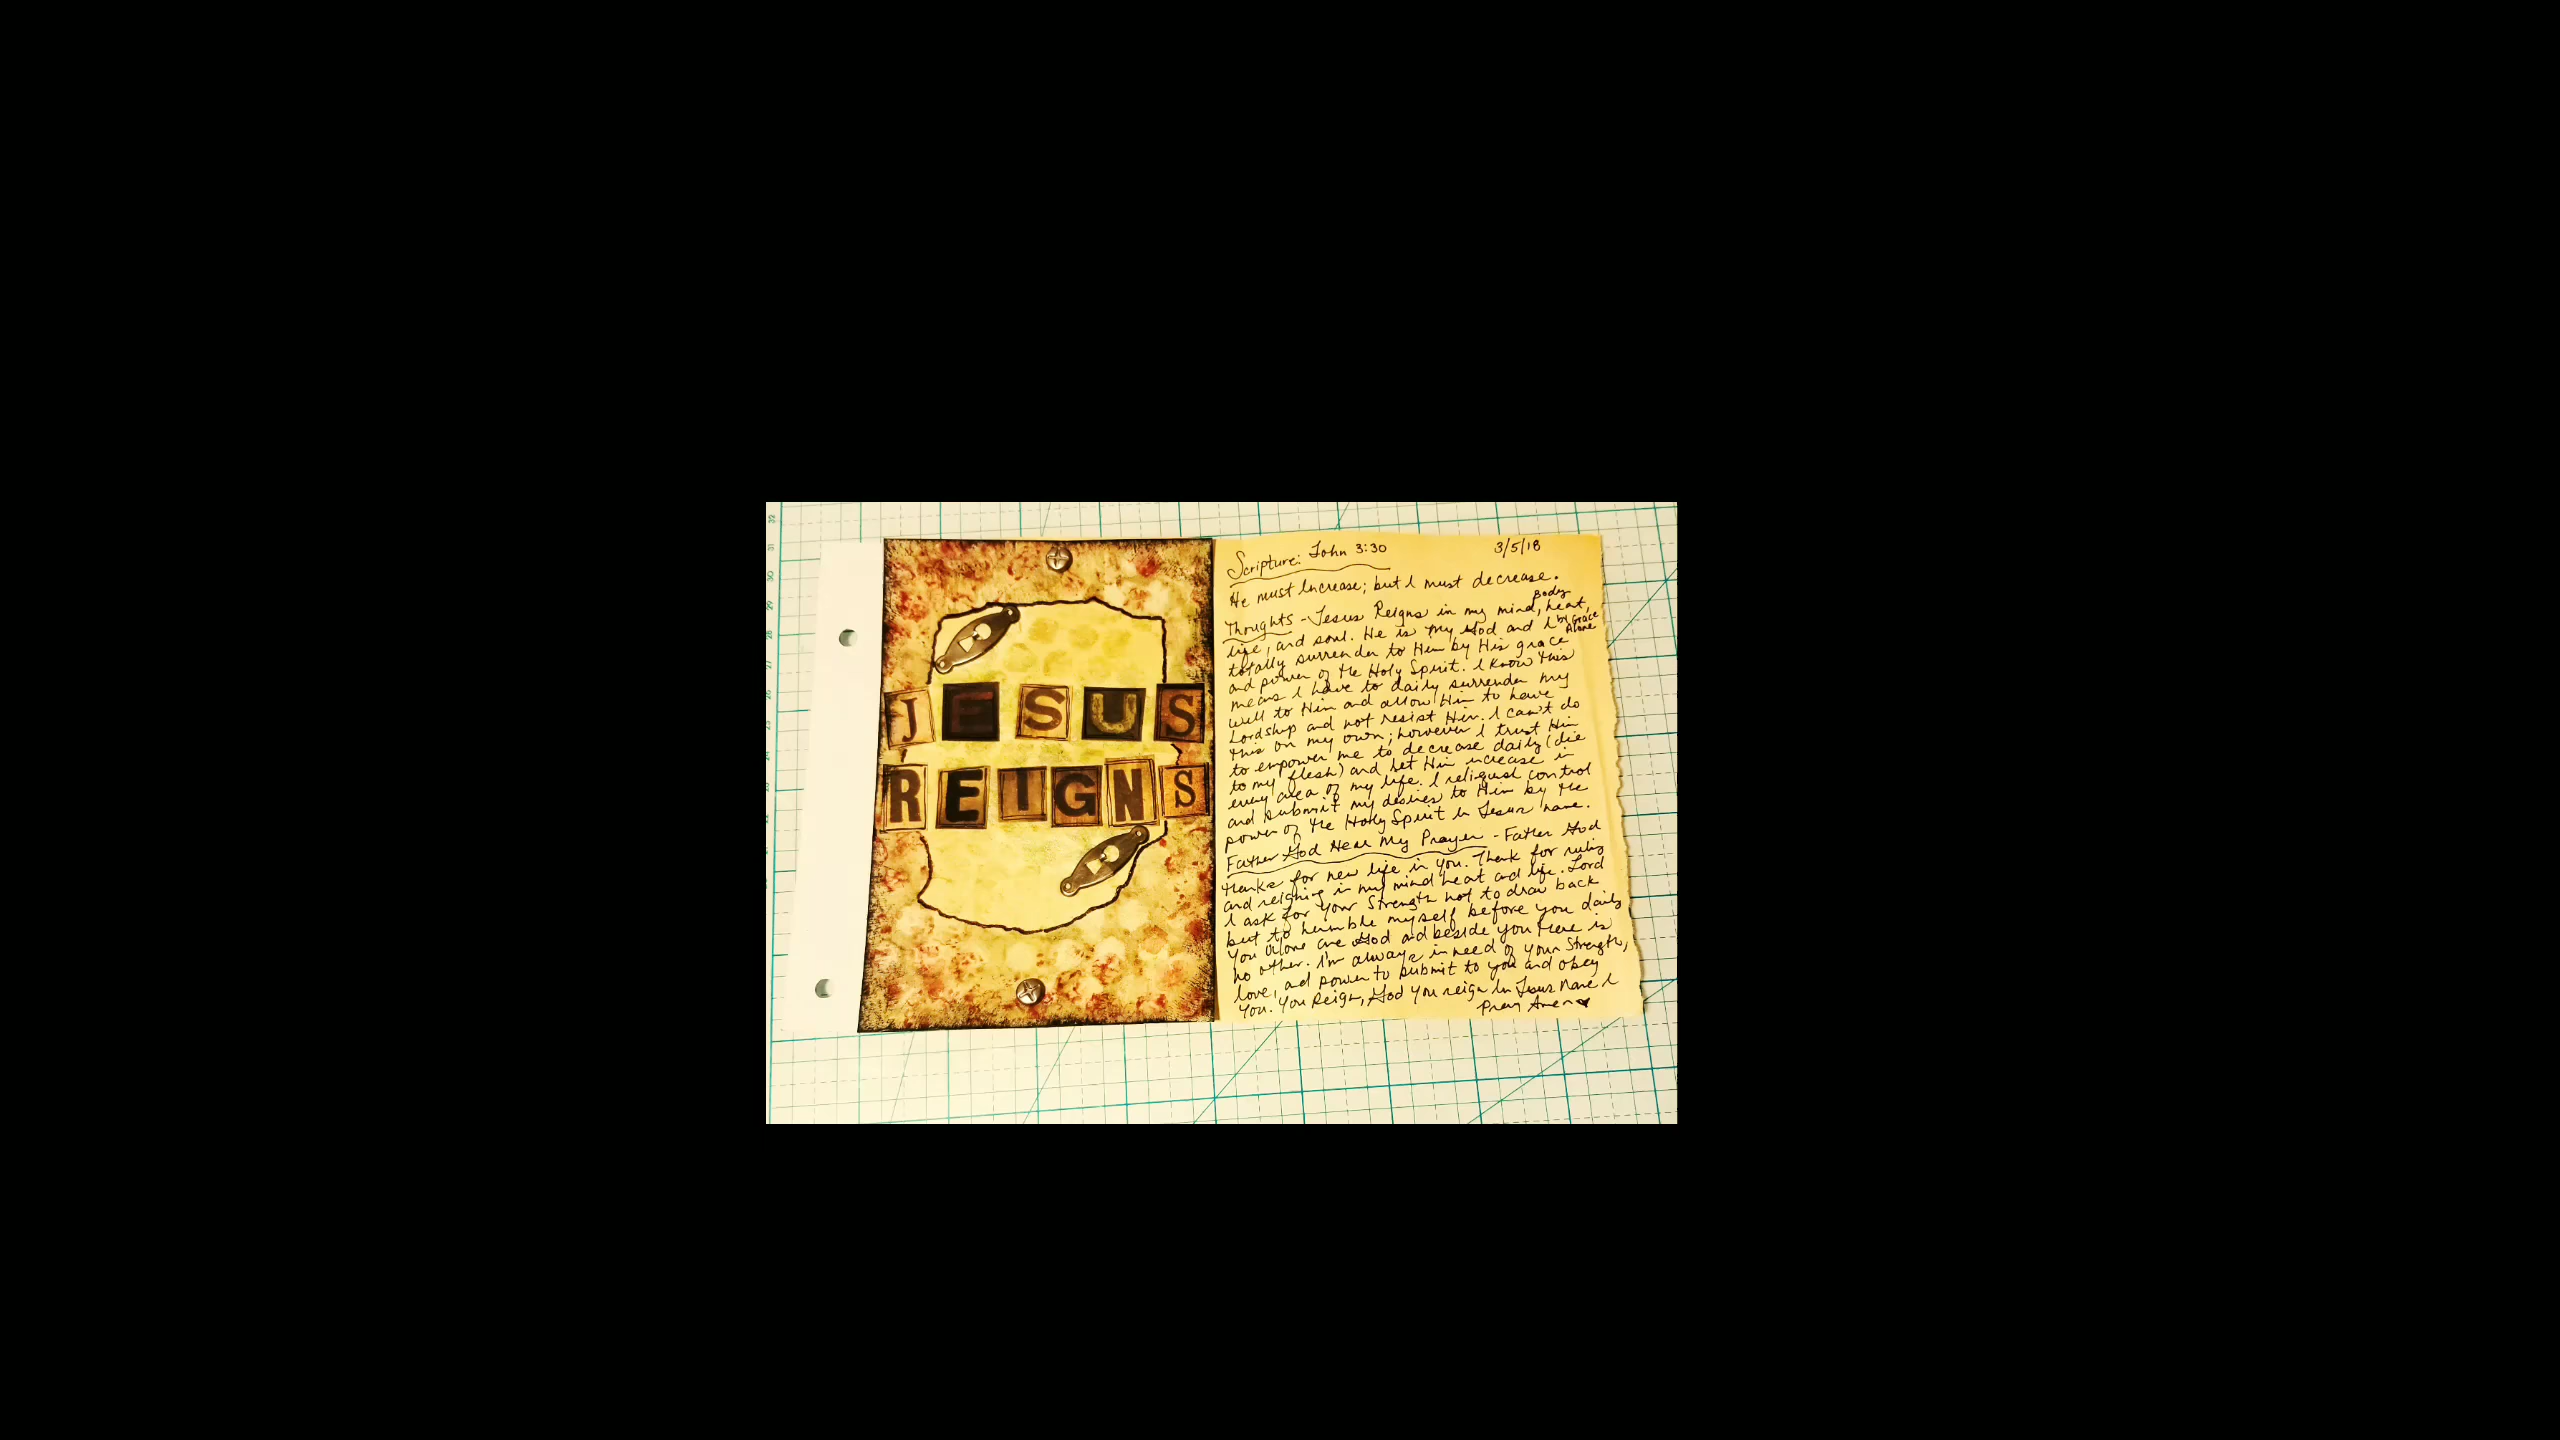 JESUS
REIGNS
Scripture: John 3:30 3/5/18
He must Increase; but I must decrease.
Body
Thoughts - Jesus Reigns in my mind, heat,
life, and soul. He is my God and I by Grace Alone
totally surrender to Him by His grace
and power of the Holy Spirit. I know this
means I have to daily surrender my
will to Him and allow Him to have
Lordship and not resist Him. I can't do
this on my own; however I trust Him
to empower me to decrease daily (die
to my flesh) and let Him increase in
every area of my life. I reliquish control
and submit my desires to Him by the
power of the Holy Spirit in Jesus name.
Father God Hear My Prayer - Father God
thanks for new life in you. Thank for ruling
and reigning in my mind heart and life. Lord
I ask for Your Strength not to draw back
but to humble myself before you daily
You alone are God and beside you there is
no other. I'm always in need of your Strength,
love, and power to submit to you and obey
You. You Reign, God You reign In Jesus Name I
Pray Amen
32
31
30
29
28
27